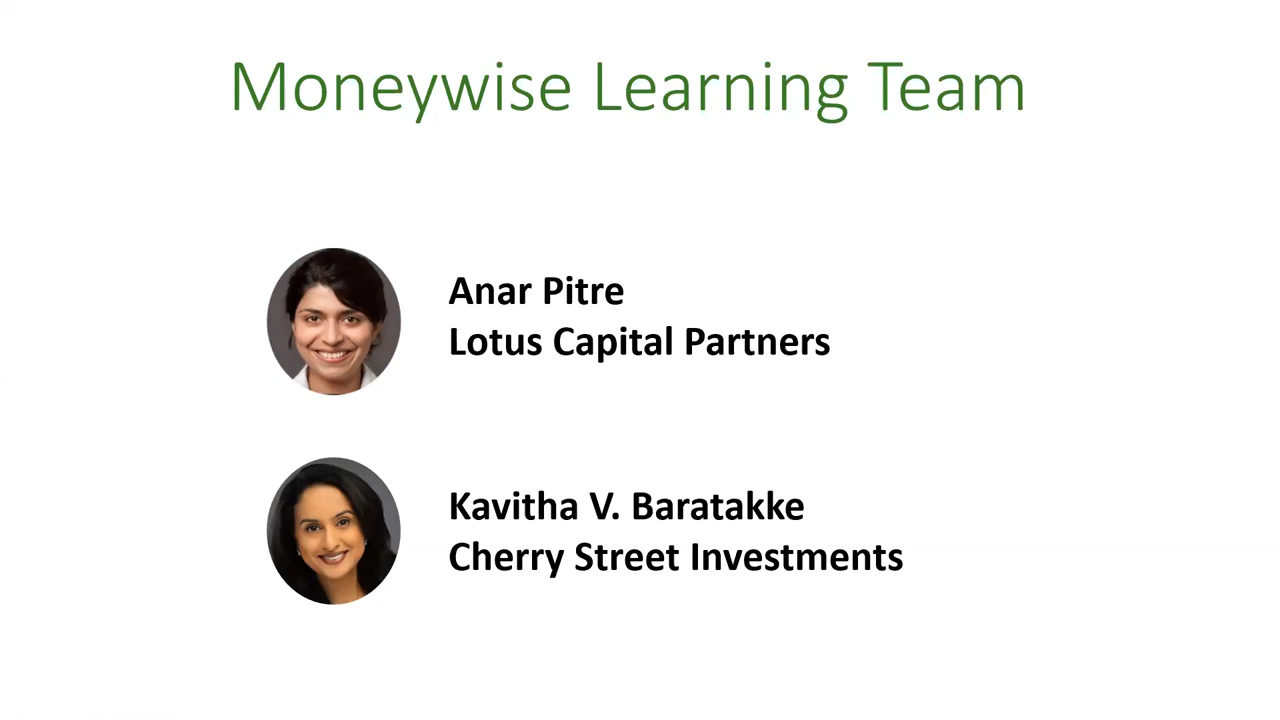 Moneywise Learning Team
Anar Pitre
Lotus Capital Partners
Kavitha V. Baratakke
Cherry Street Investments